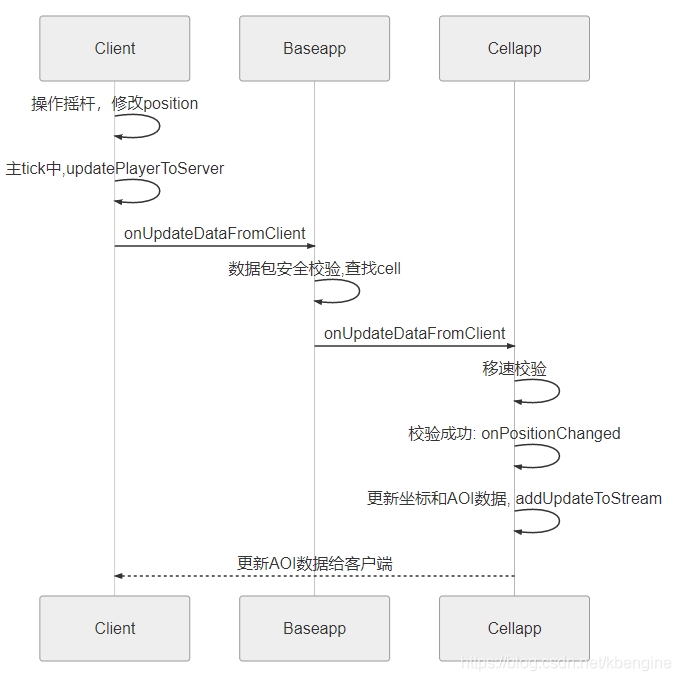 Client Baseapp Cellapp
操作摇杆，修改position
主tick中,updatePlayerToServer
onUpdateDataFromClient
数据包安全校验,查找cell
onUpdateDataFromClient
移速校验
校验成功: onPositionChanged
更新坐标和AOI数据, addUpdateToStream
更新AOI数据给客户端
Client Baseapp Cellapp
https://blog.csdn.net/kbengine